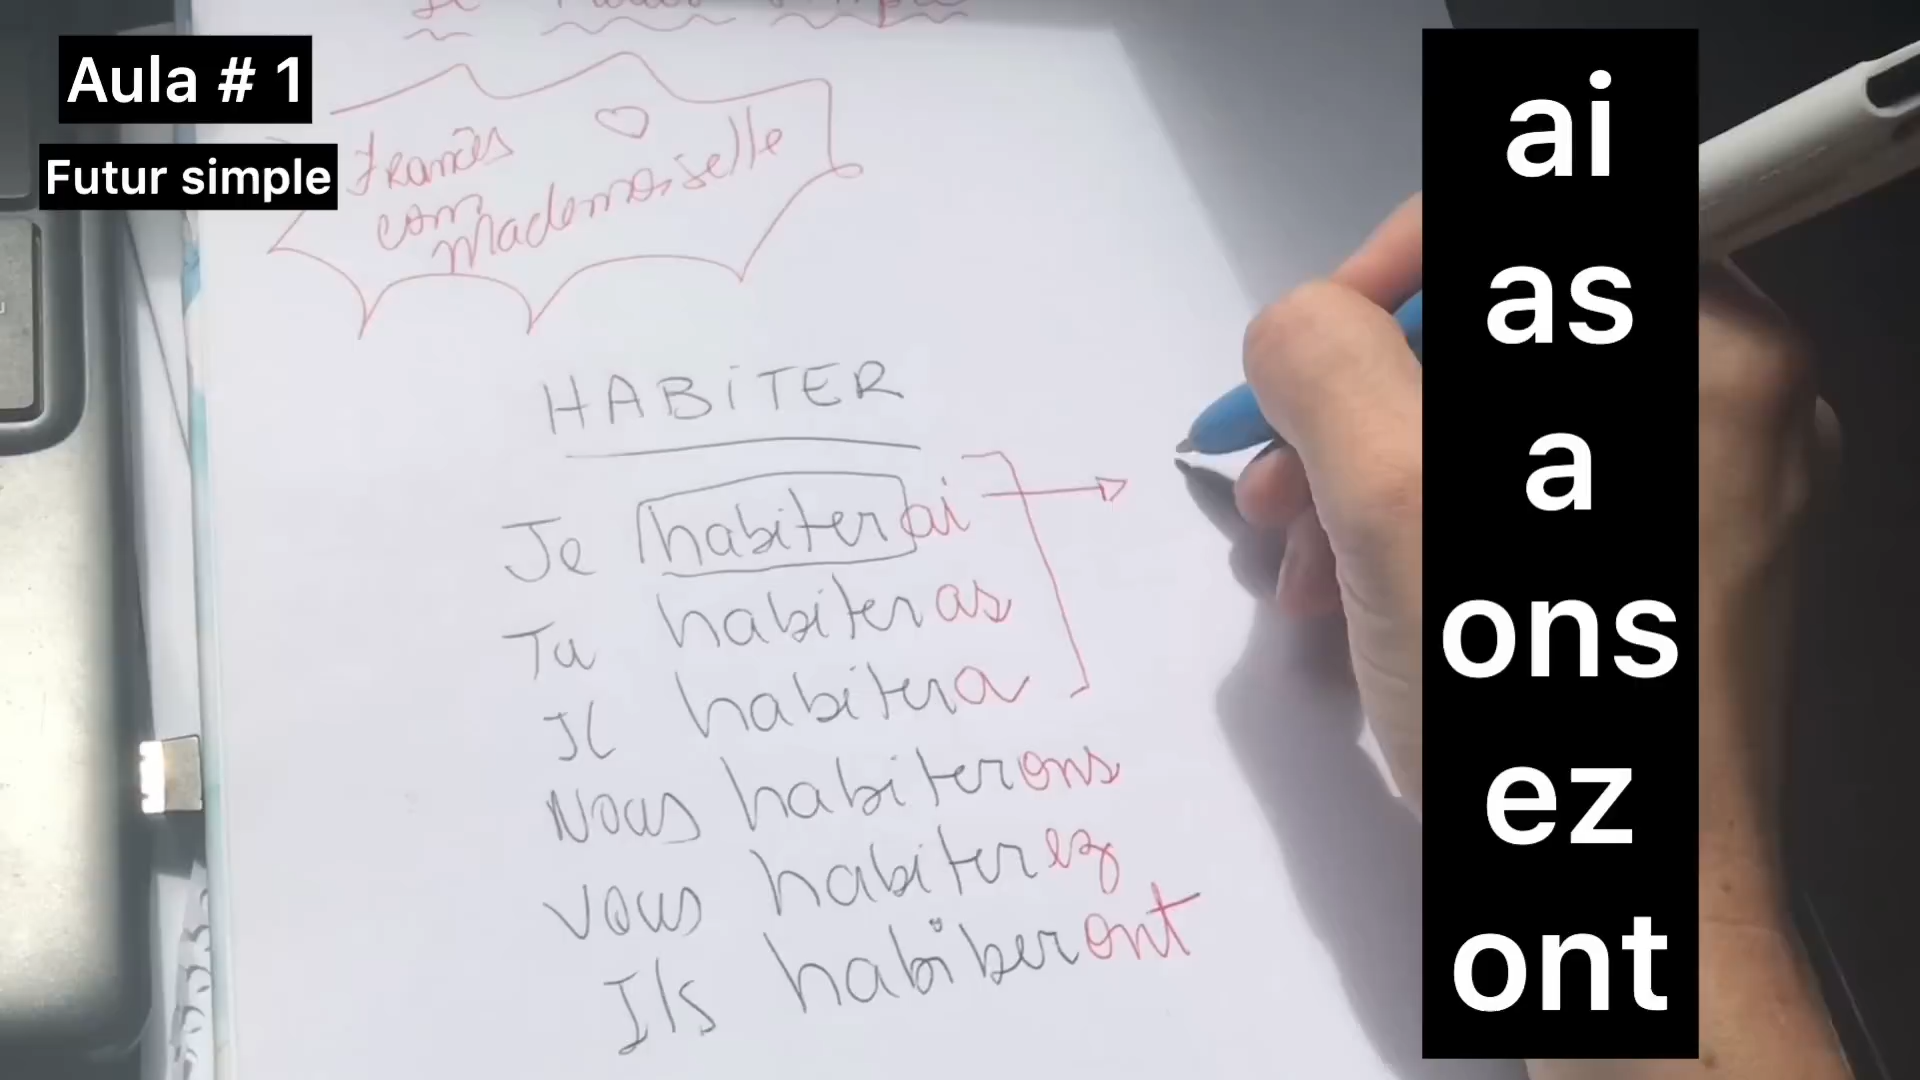 Aula # 1
Futur simple
Francês
com
Mademoiselle
HABITER
Je habiterai
Tu habiteras
Il habitera
Nous habiterons
Vous habiterez
Ils habiberont
ai
as
a
ons
ez
ont